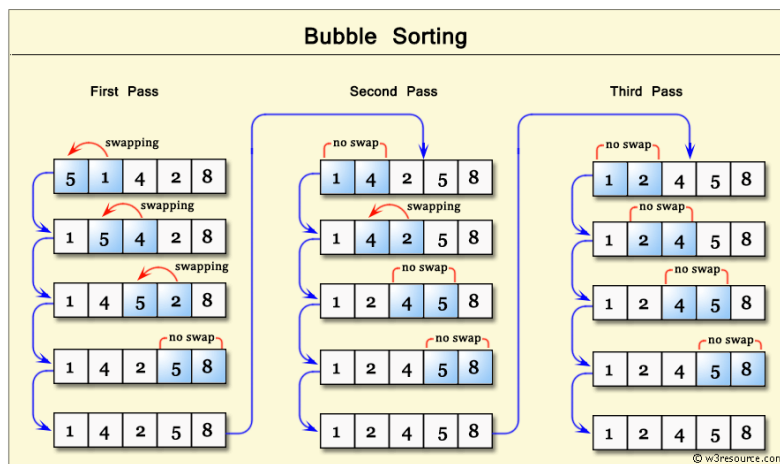 Bubble Sorting
First Pass
swapping
5 1 4 2 8
swapping
1 5 4 2 8
swapping
1 4 5 2 8
no swap
1 4 2 5 8
1 4 2 5 8
Second Pass
no swap
1 4 2 5 8
swapping
1 4 2 5 8
no swap
1 2 4 5 8
no swap
1 2 4 5 8
1 2 4 5 8
Third Pass
no swap
1 2 4 5 8
no swap
1 2 4 5 8
no swap
1 2 4 5 8
no swap
1 2 4 5 8
1 2 4 5 8
© w3resource.com